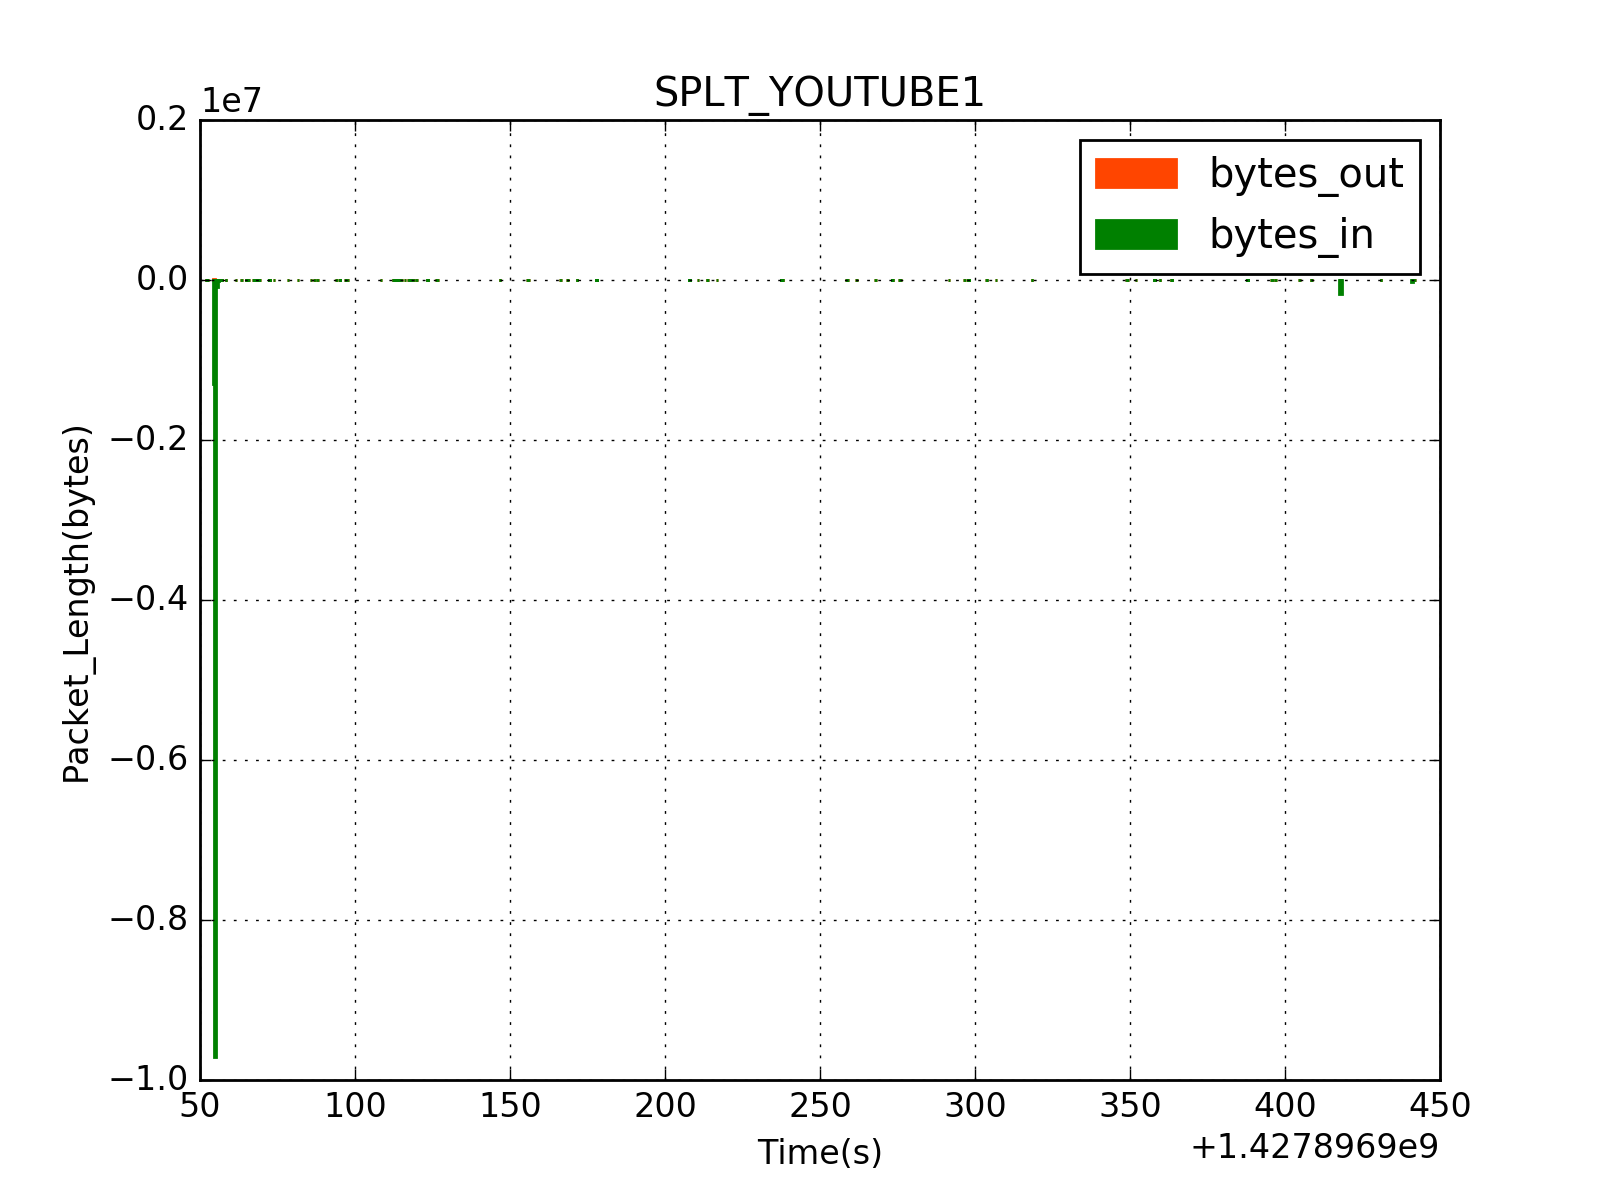 SPLT_YOUTUBE1
1e7
bytes_out
bytes_in
0.2
0.0
−0.2
−0.4
−0.6
−0.8
−1.0
Packet_Length(bytes)
50 100 150 200 250 300 350 400 450
Time(s)
+1.4278969e9